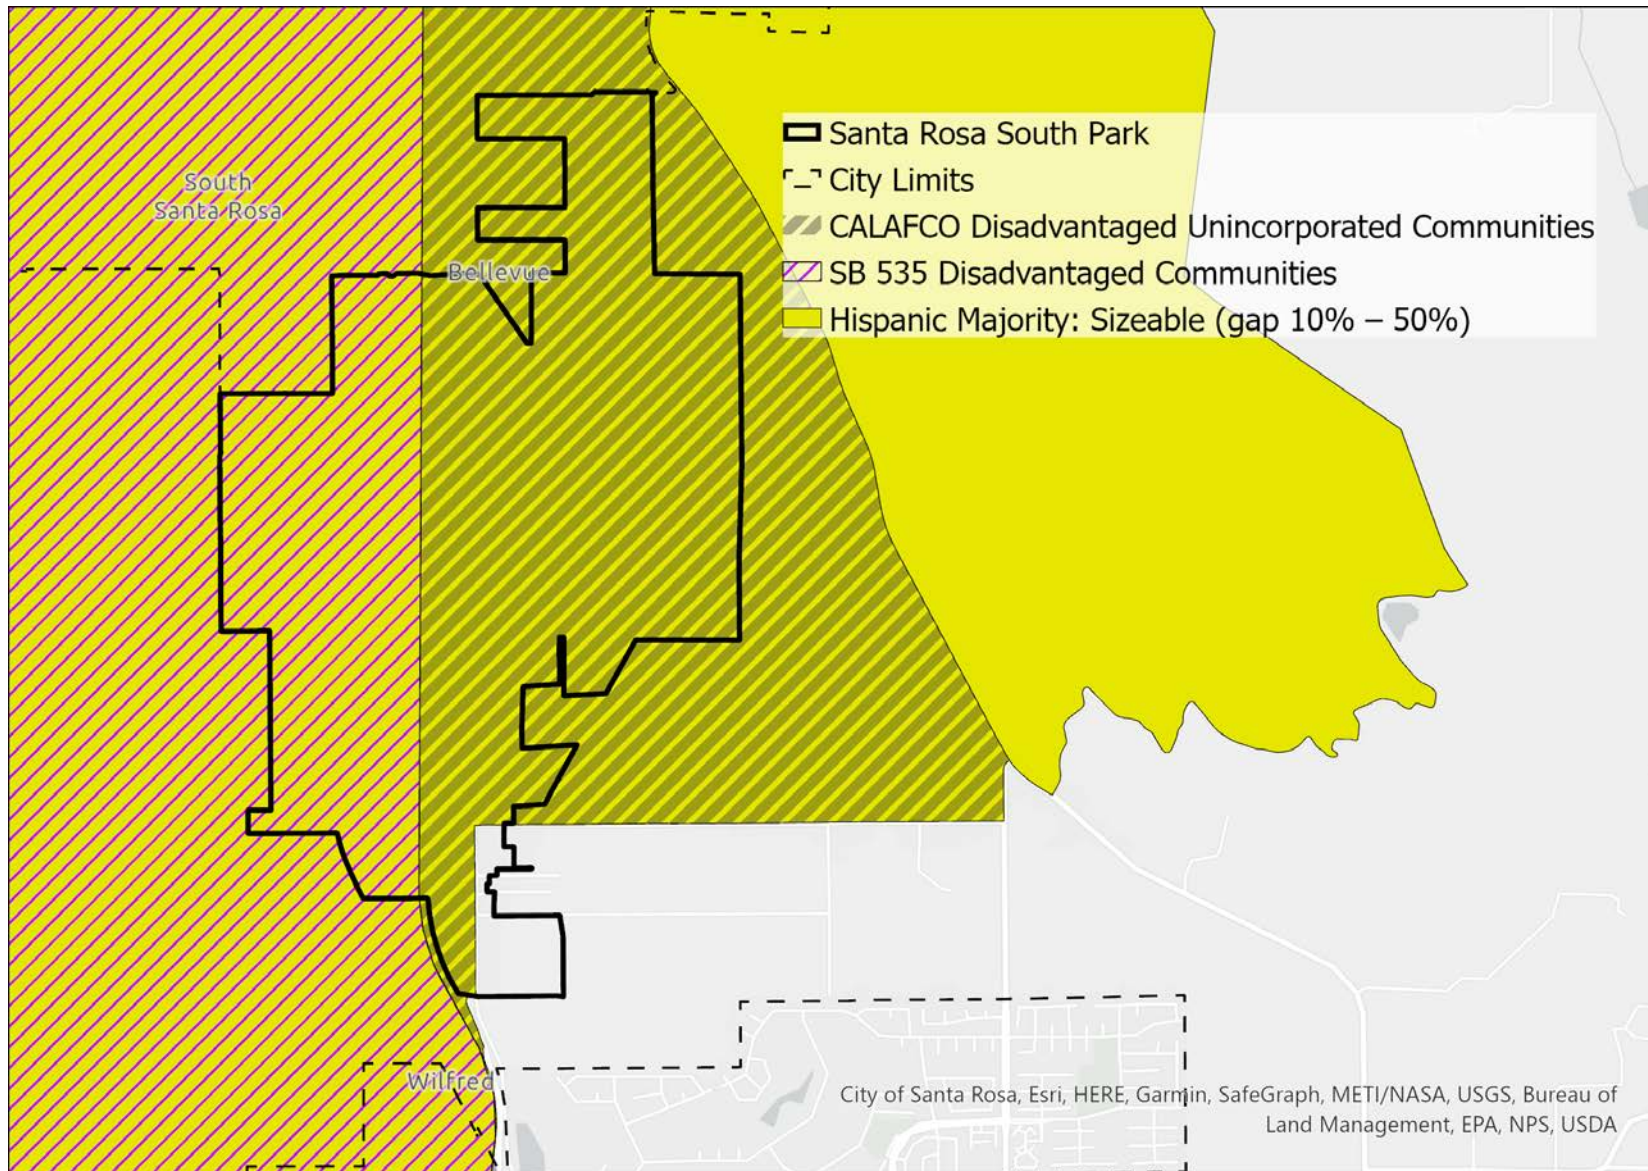 Santa Rosa South Park
City Limits
South
Santa Rosa
CALAFCO Disadvantaged Unincorporated Communities
Bellevue
SB 535 Disadvantaged Communities
Hispanic Majority: Sizeable (gap 10% – 50%)
Wilfred
City of Santa Rosa, Esri, HERE, Garmin, SafeGraph, METI/NASA, USGS, Bureau of
Land Management, EPA, NPS, USDA